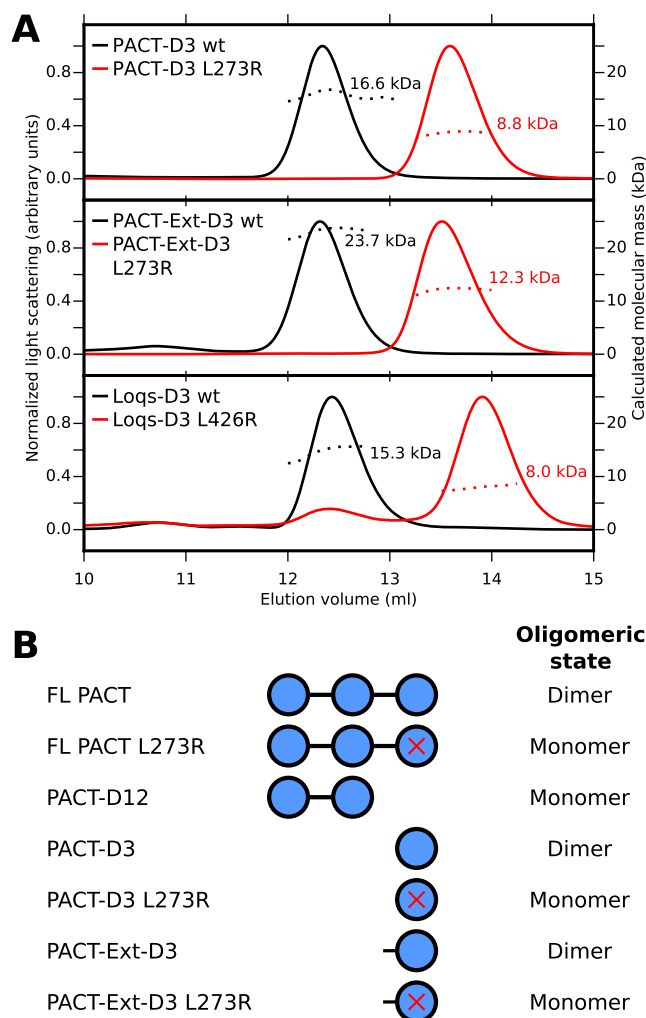 A
PACT-D3 wt
PACT-D3 L273R
16.6 kDa
8.8 kDa
0.8
0.4
0.0
20
10
0
PACT-Ext-D3 wt
PACT-Ext-D3
L273R
23.7 kDa
12.3 kDa
0.8
0.4
0.0
20
10
0
Loqs-D3 wt
Loqs-D3 L426R
15.3 kDa
8.0 kDa
0.8
0.4
0.0
20
10
0
Normalized light scattering (arbitrary units)
Calculated molecular mass (kDa)
10 11 12 13 14 15
Elution volume (ml)
B
Oligomeric
state
FL PACT Dimer
FL PACT L273R Monomer
PACT-D12 Monomer
PACT-D3 Dimer
PACT-D3 L273R Monomer
PACT-Ext-D3 Dimer
PACT-Ext-D3 L273R Monomer